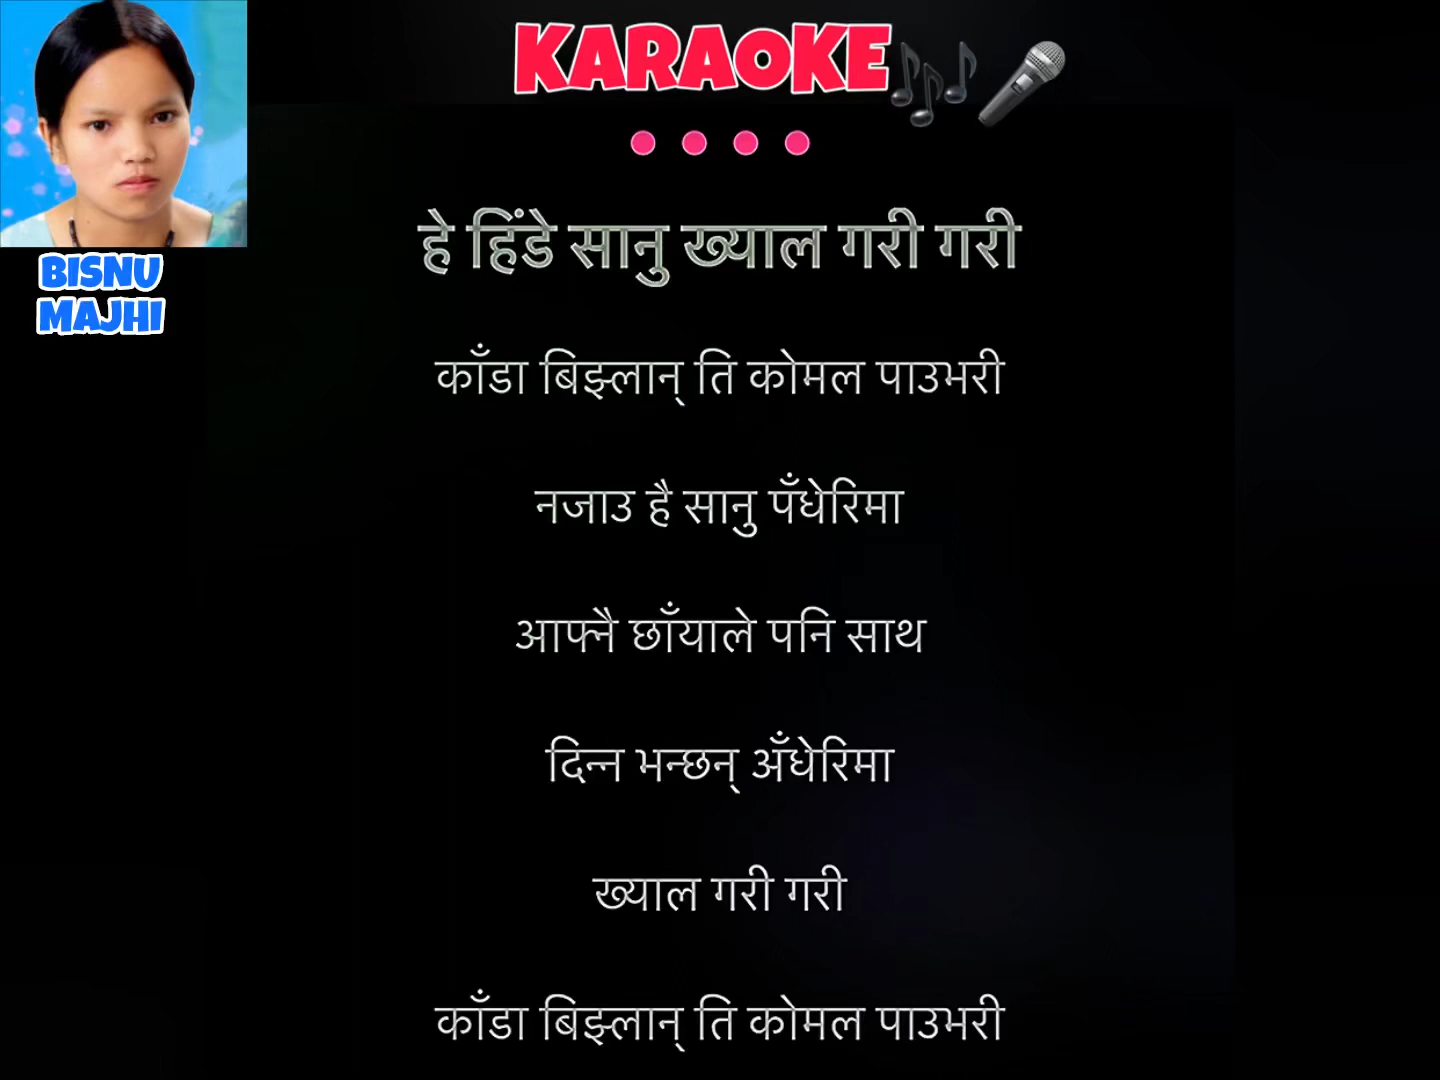 KARAOKE
BISNU
MAJHI
हे हिंडे सानु ख्याल गरी गरी
काँडा बिझ्लान् ति कोमल पाउभरी
नजाउ है सानु पँधेरिमा
आफ्नै छाँयाले पनि साथ
दिन्न भन्छन् अँधेरिमा
ख्याल गरी गरी
काँडा बिझ्लान् ति कोमल पाउभरी